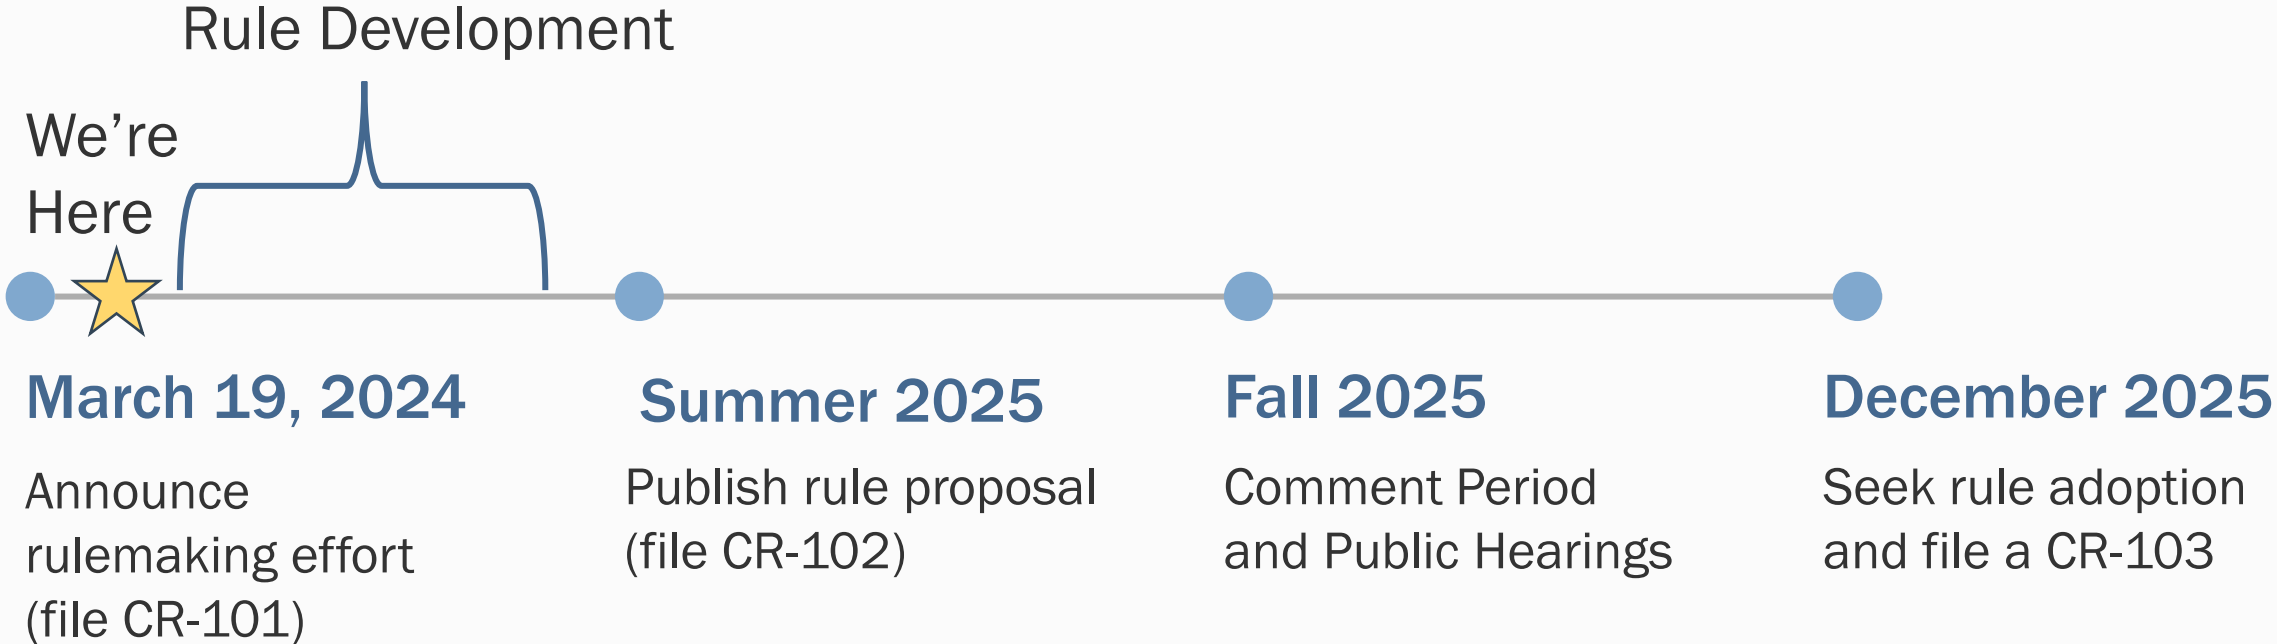 Rule Development
We’re
Here
March 19, 2024
Announce
rulemaking effort
(file CR-101)
Summer 2025
Publish rule proposal
(file CR-102)
Fall 2025
Comment Period
and Public Hearings
December 2025
Seek rule adoption
and file a CR-103